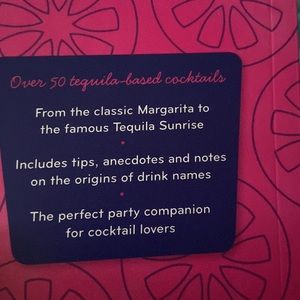 Over 50 tequila-based cocktails
From the classic Margarita to
the famous Tequila Sunrise
Includes tips, anecdotes and notes
on the origins of drink names
The perfect party companion
for cocktail lovers